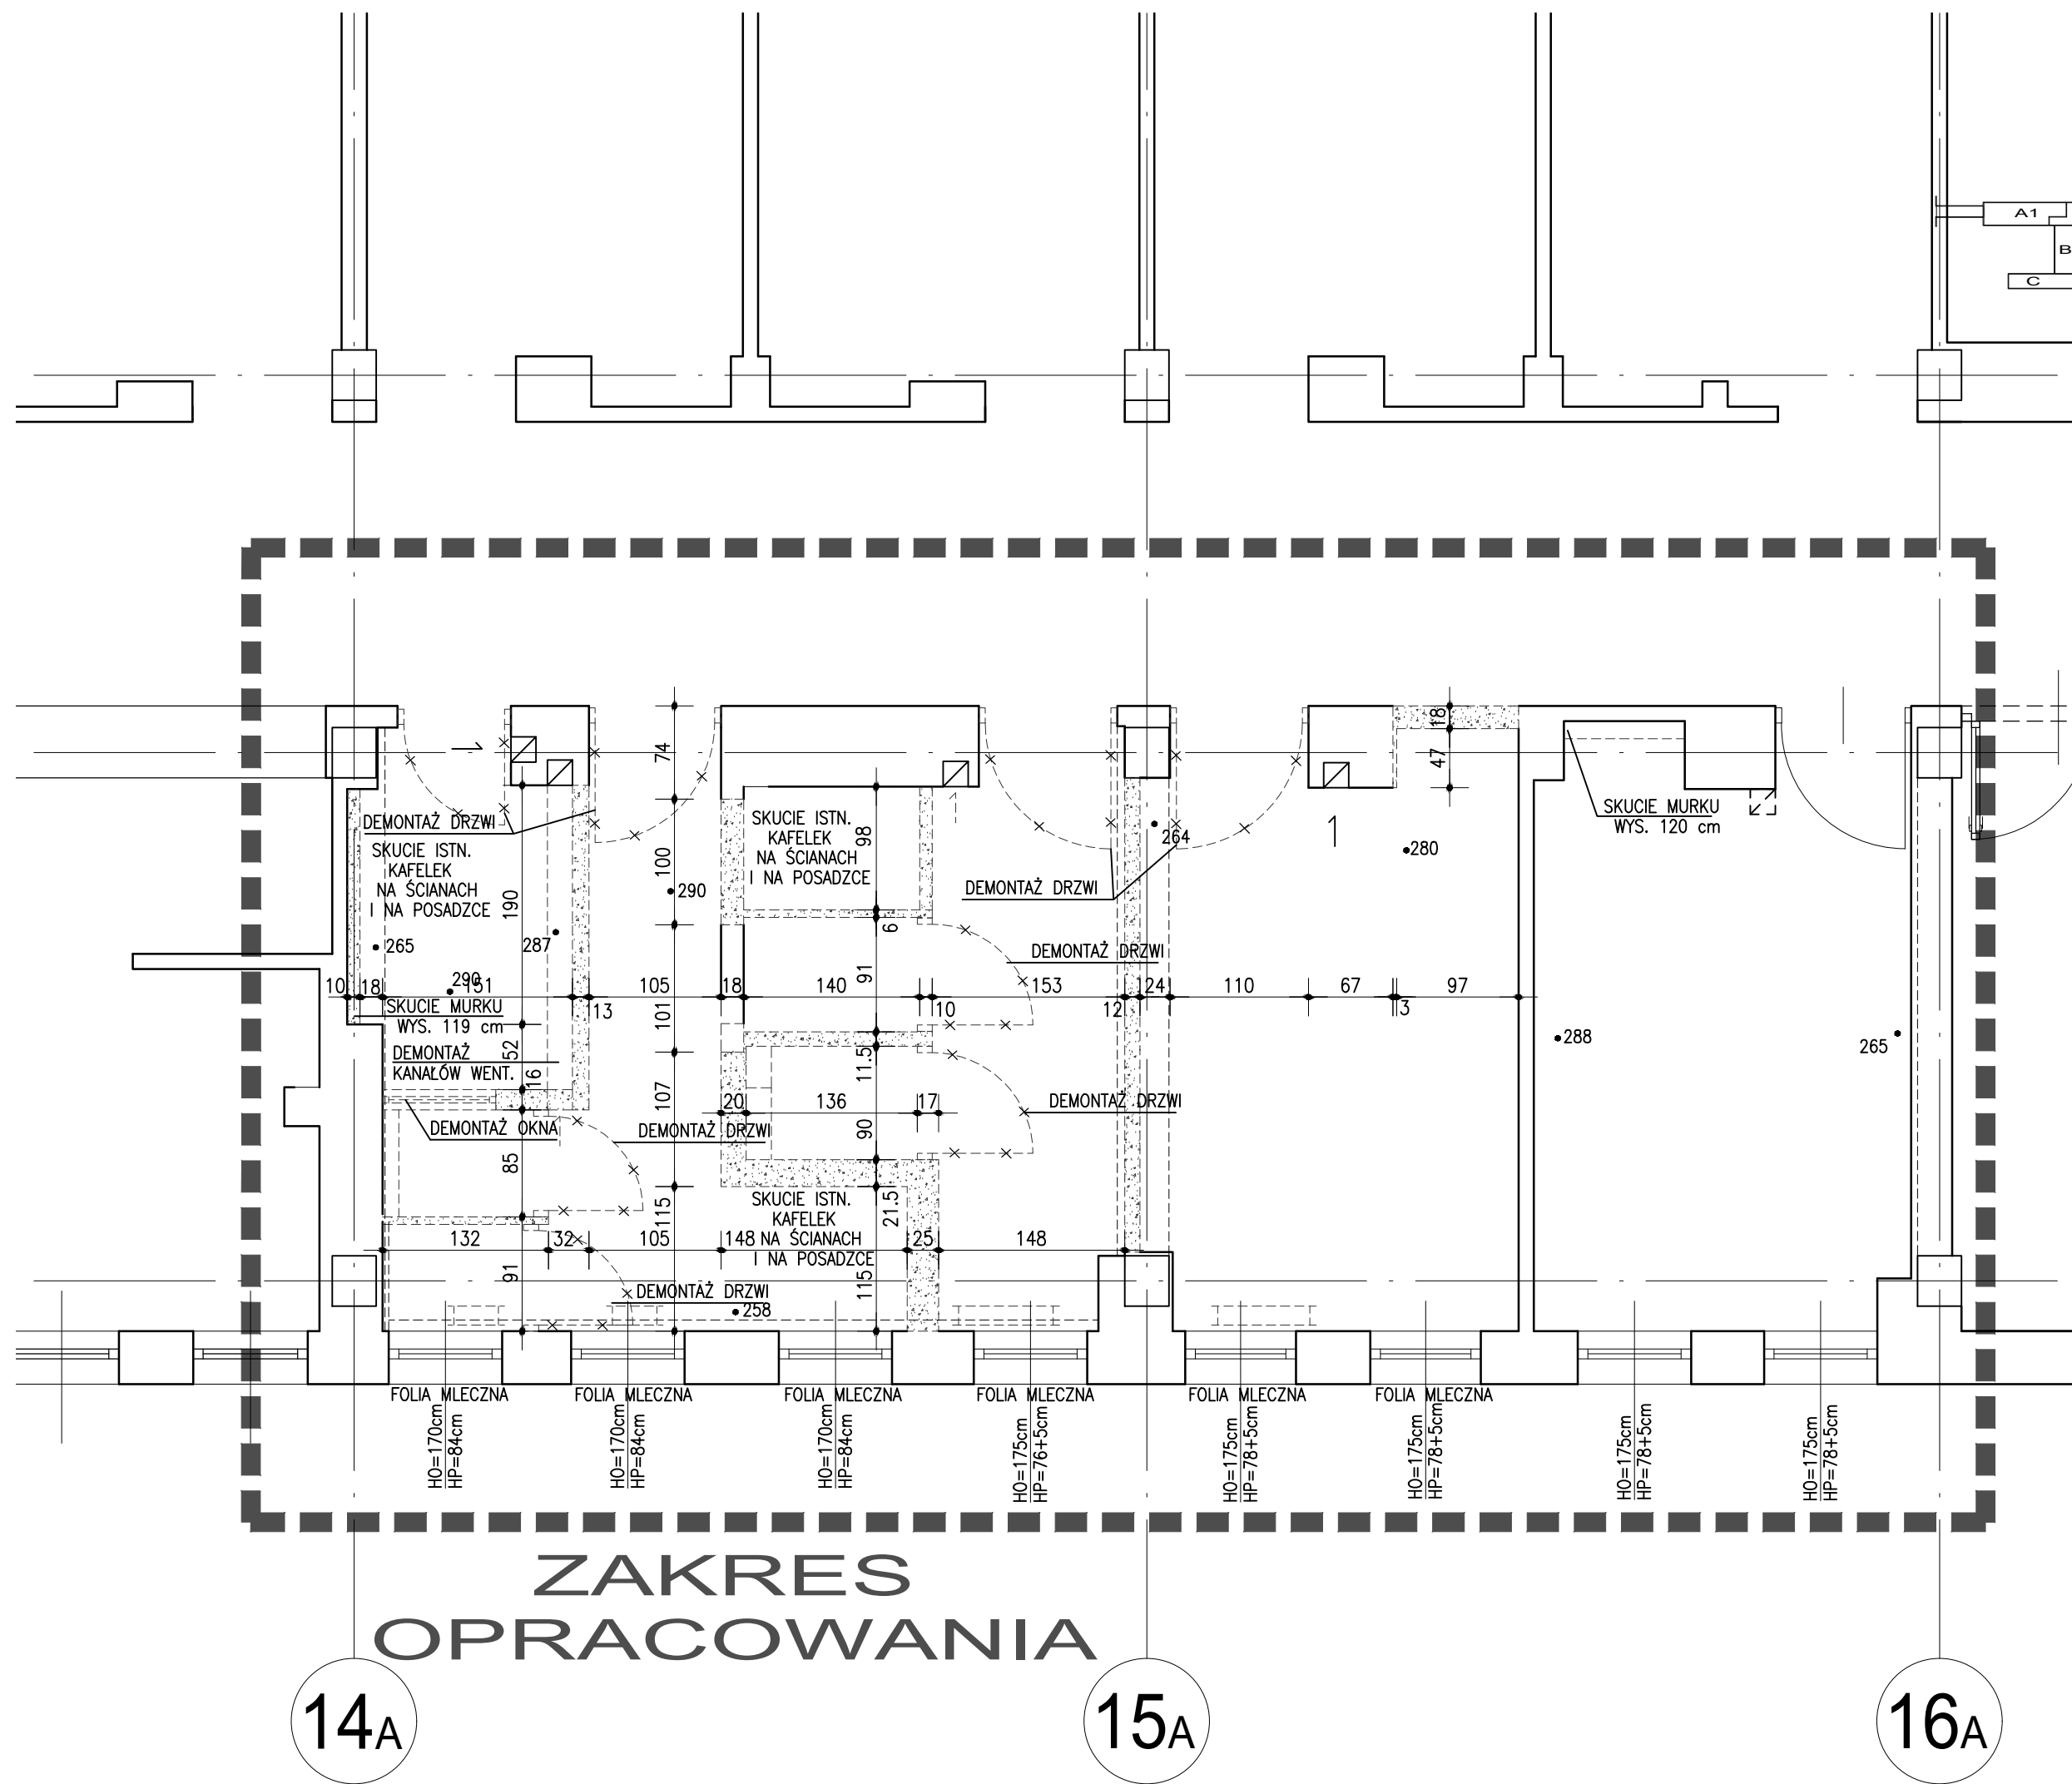 A1
B
C
1
18
74
47
DEMONTAŻ DRZWI
SKUCIE ISTN.
KAFELEK
NA ŚCIANACH
I NA POSADZCE
SKUCIE ISTN.
KAFELEK
NA ŚCIANACH
I NA POSADZCE
98
264
1
280
SKUCIE MURKU
WYS. 120 cm
100
290
190
DEMONTAŻ DRZWI
6
265
287
DEMONTAŻ DRZWI
290
91
10
18
151
13
105
18
140
10
153
12
24
110
67
3
97
SKUCIE MURKU
WYS. 119 cm
101
288
265
DEMONTAŻ
KANAŁÓW WENT.
52
16
11.5
107
20
136
17
DEMONTAŻ DRZWI
DEMONTAŻ OKNA
DEMONTAŻ DRZWI
90
85
115
SKUCIE ISTN.
KAFELEK
NA ŚCIANACH
I NA POSADZCE
21.5
132
32
105
148
25
148
91
115
DEMONTAŻ DRZWI
258
FOLIA MLECZNA
FOLIA MLECZNA
FOLIA MLECZNA
FOLIA MLECZNA
FOLIA MLECZNA
FOLIA MLECZNA
HO=170cm
HP=84cm
HO=170cm
HP=84cm
HO=170cm
HP=84cm
HO=175cm
HP=76+5cm
HO=175cm
HP=78+5cm
HO=175cm
HP=78+5cm
HO=175cm
HP=78+5cm
HO=175cm
HP=78+5cm
ZAKRES
OPRACOWANIA
14A
15A
16A